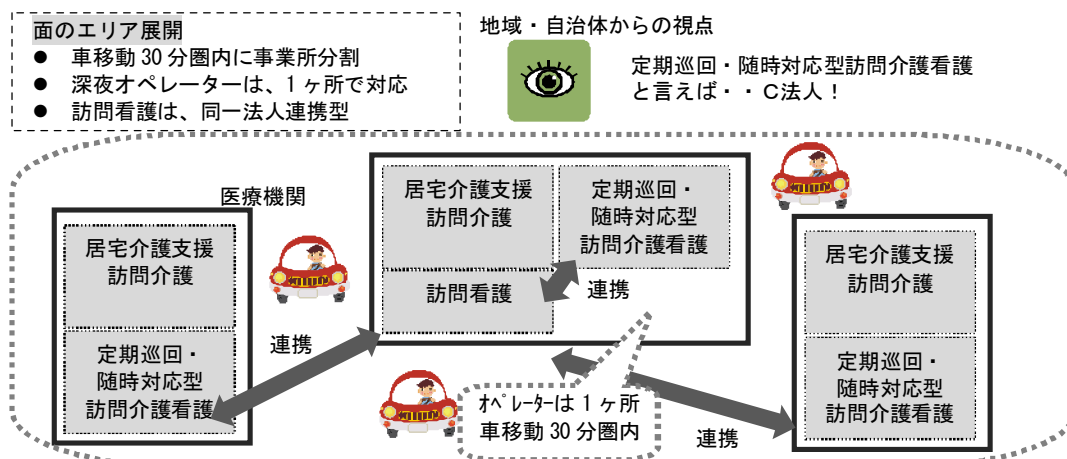 面のエリア展開
● 車移動 30 分圏内に事業所分割
● 深夜オペレーターは、1ヶ所で対応
● 訪問看護は、同一法人連携型
地域・自治体からの視点
定期巡回・随時対応型訪問介護看護
と言えば・・C法人！
医療機関
居宅介護支援
訪問介護
定期巡回・
随時対応型
訪問介護看護
連携
居宅介護支援
訪問介護
定期巡回・
随時対応型
訪問介護看護
訪問看護
連携
ｵﾍﾟﾚｰﾀｰは 1 ヶ所
車移動 30 分圏内
連携
居宅介護支援
訪問介護
定期巡回・
随時対応型
訪問介護看護